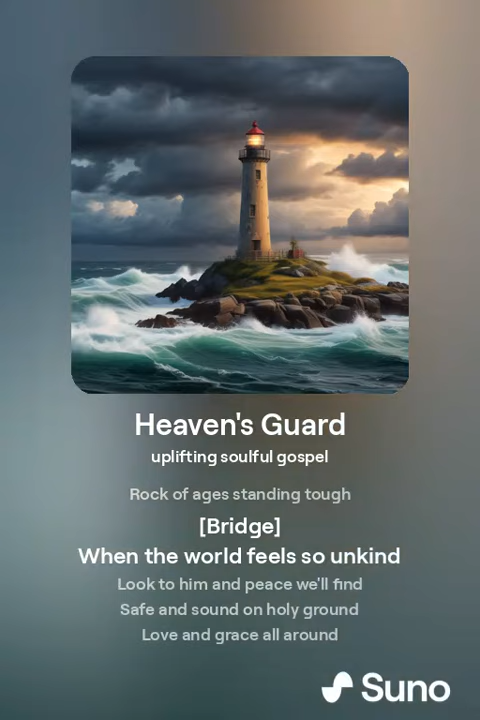 Heaven's Guard
uplifting soulful gospel
Rock of ages standing tough
[Bridge]
When the world feels so unkind
Look to him and peace we'll find
Safe and sound on holy ground
Love and grace all around
Suno